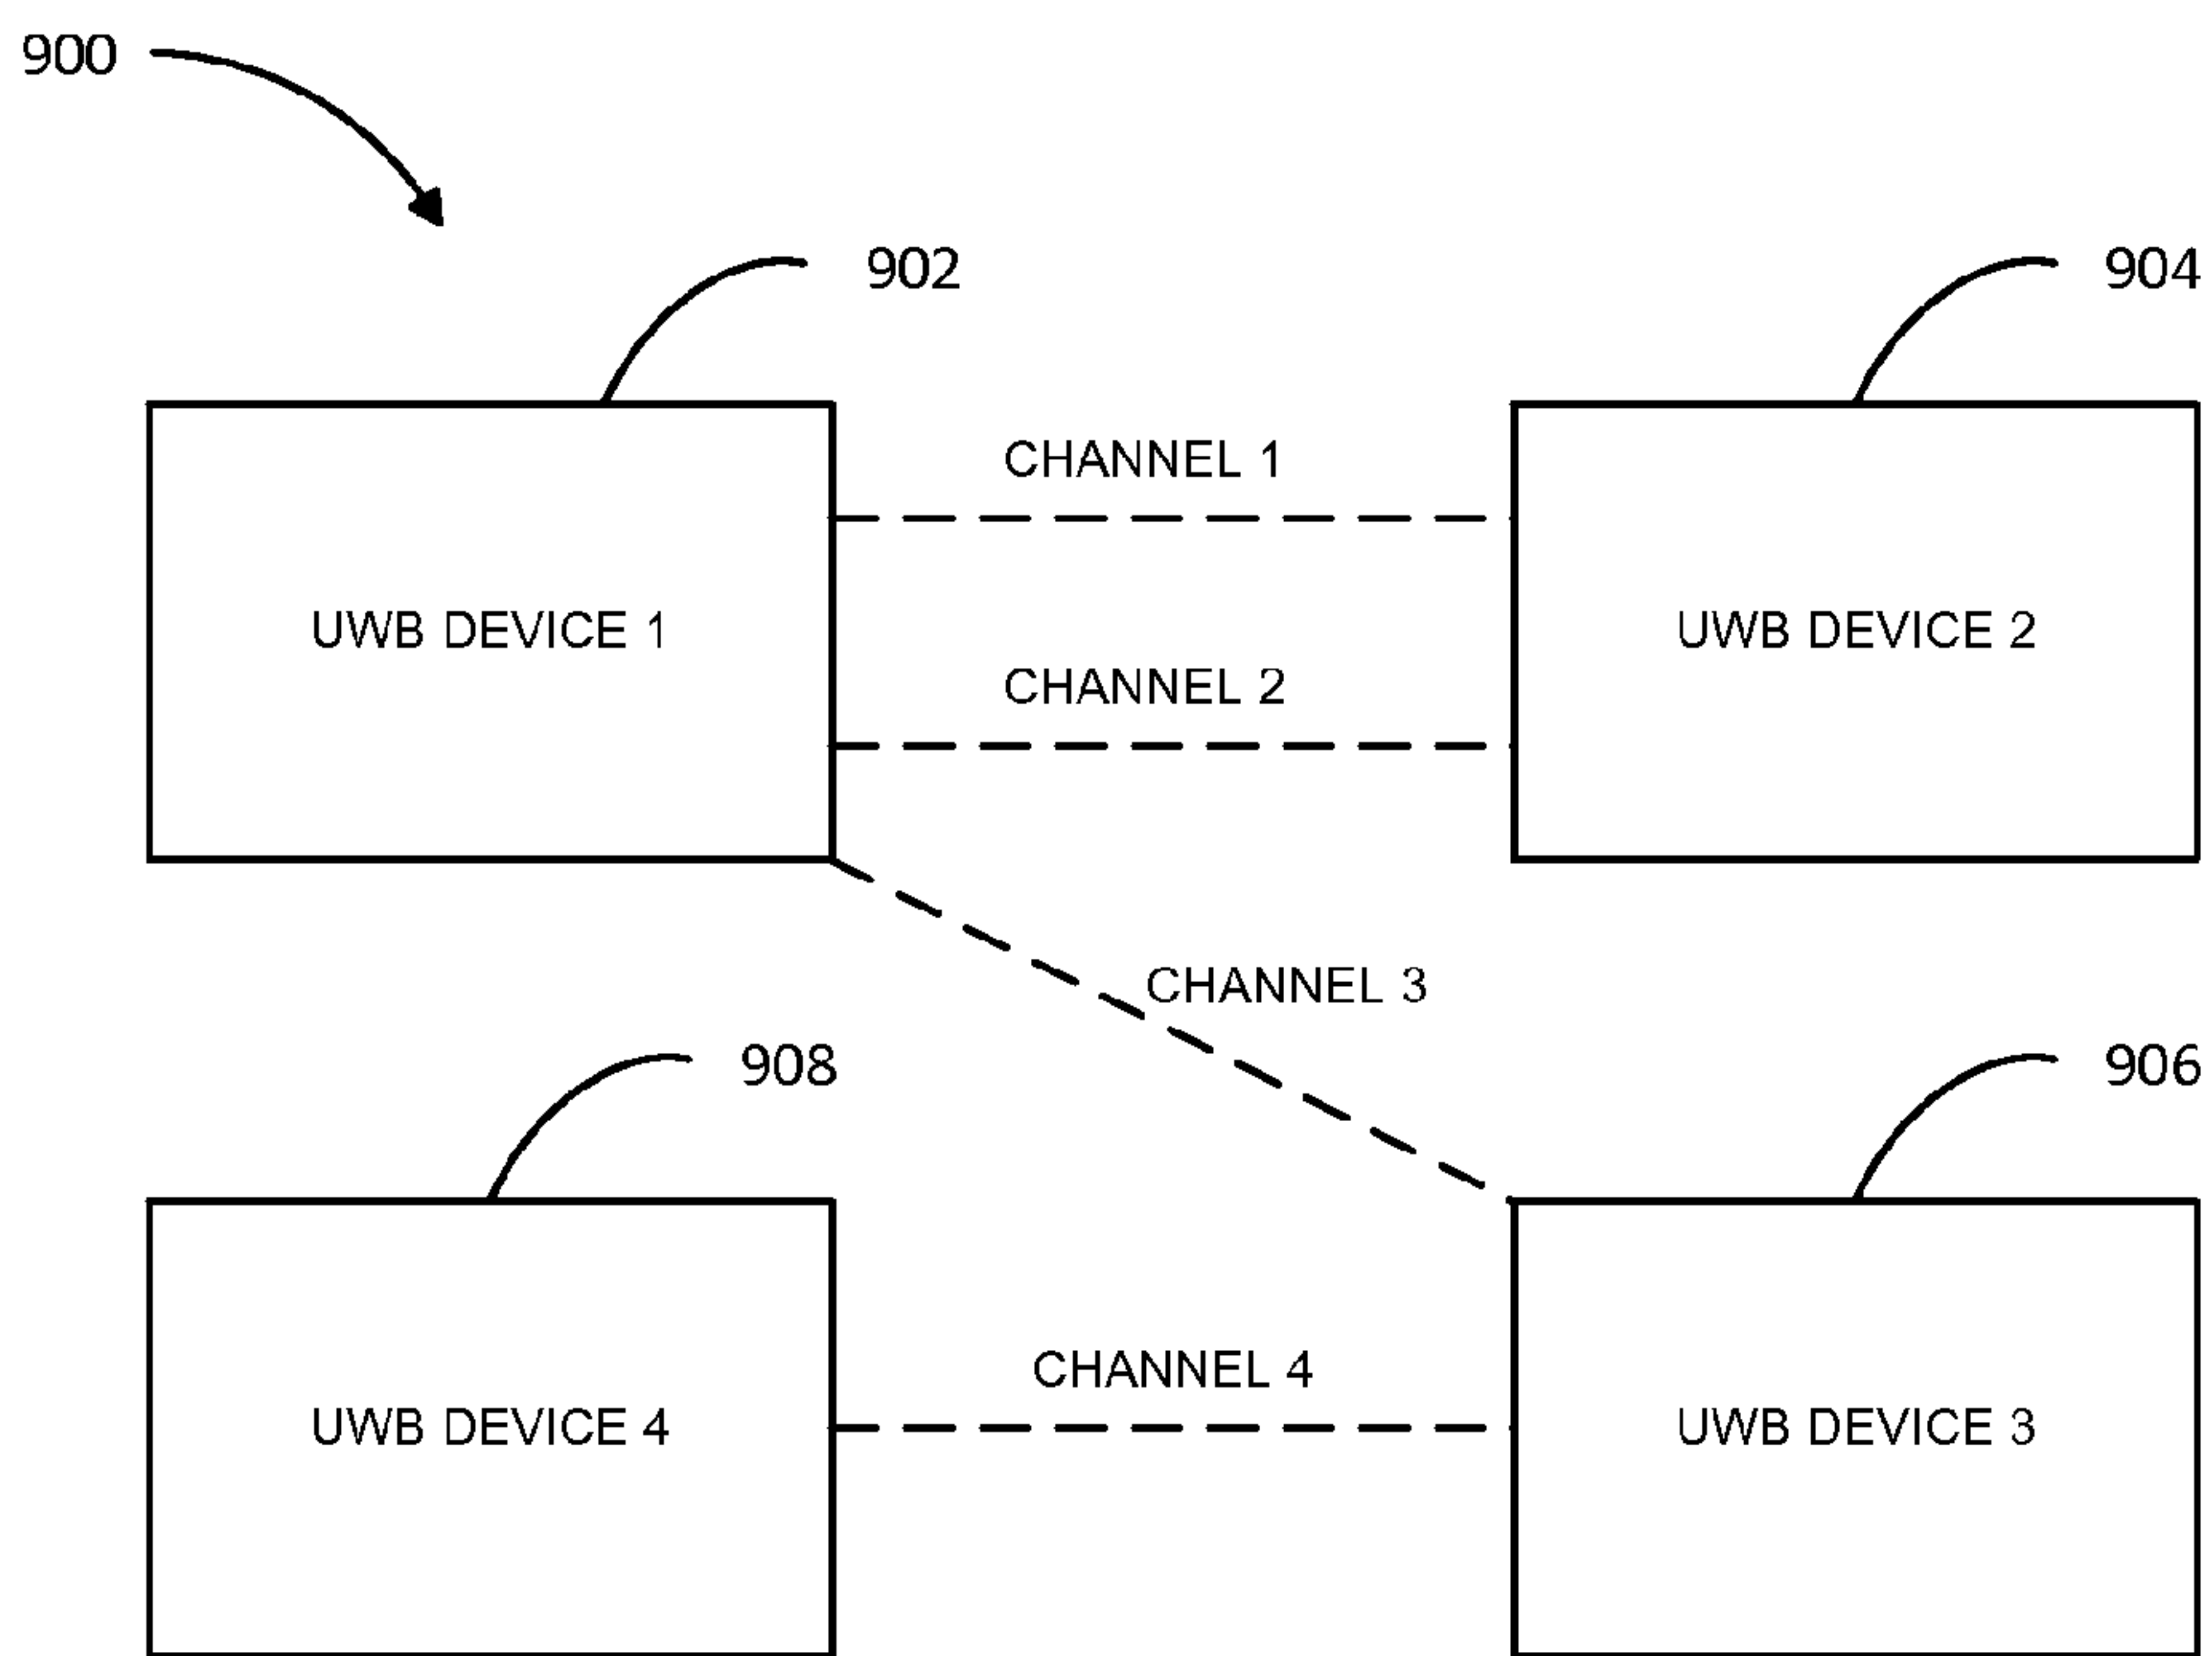 900
902
904
CHANNEL 1
UWB DEVICE 1
UWB DEVICE 2
CHANNEL 2
CHANNEL 3
908
906
CHANNEL 4
UWB DEVICE 4
UWB DEVICE 3